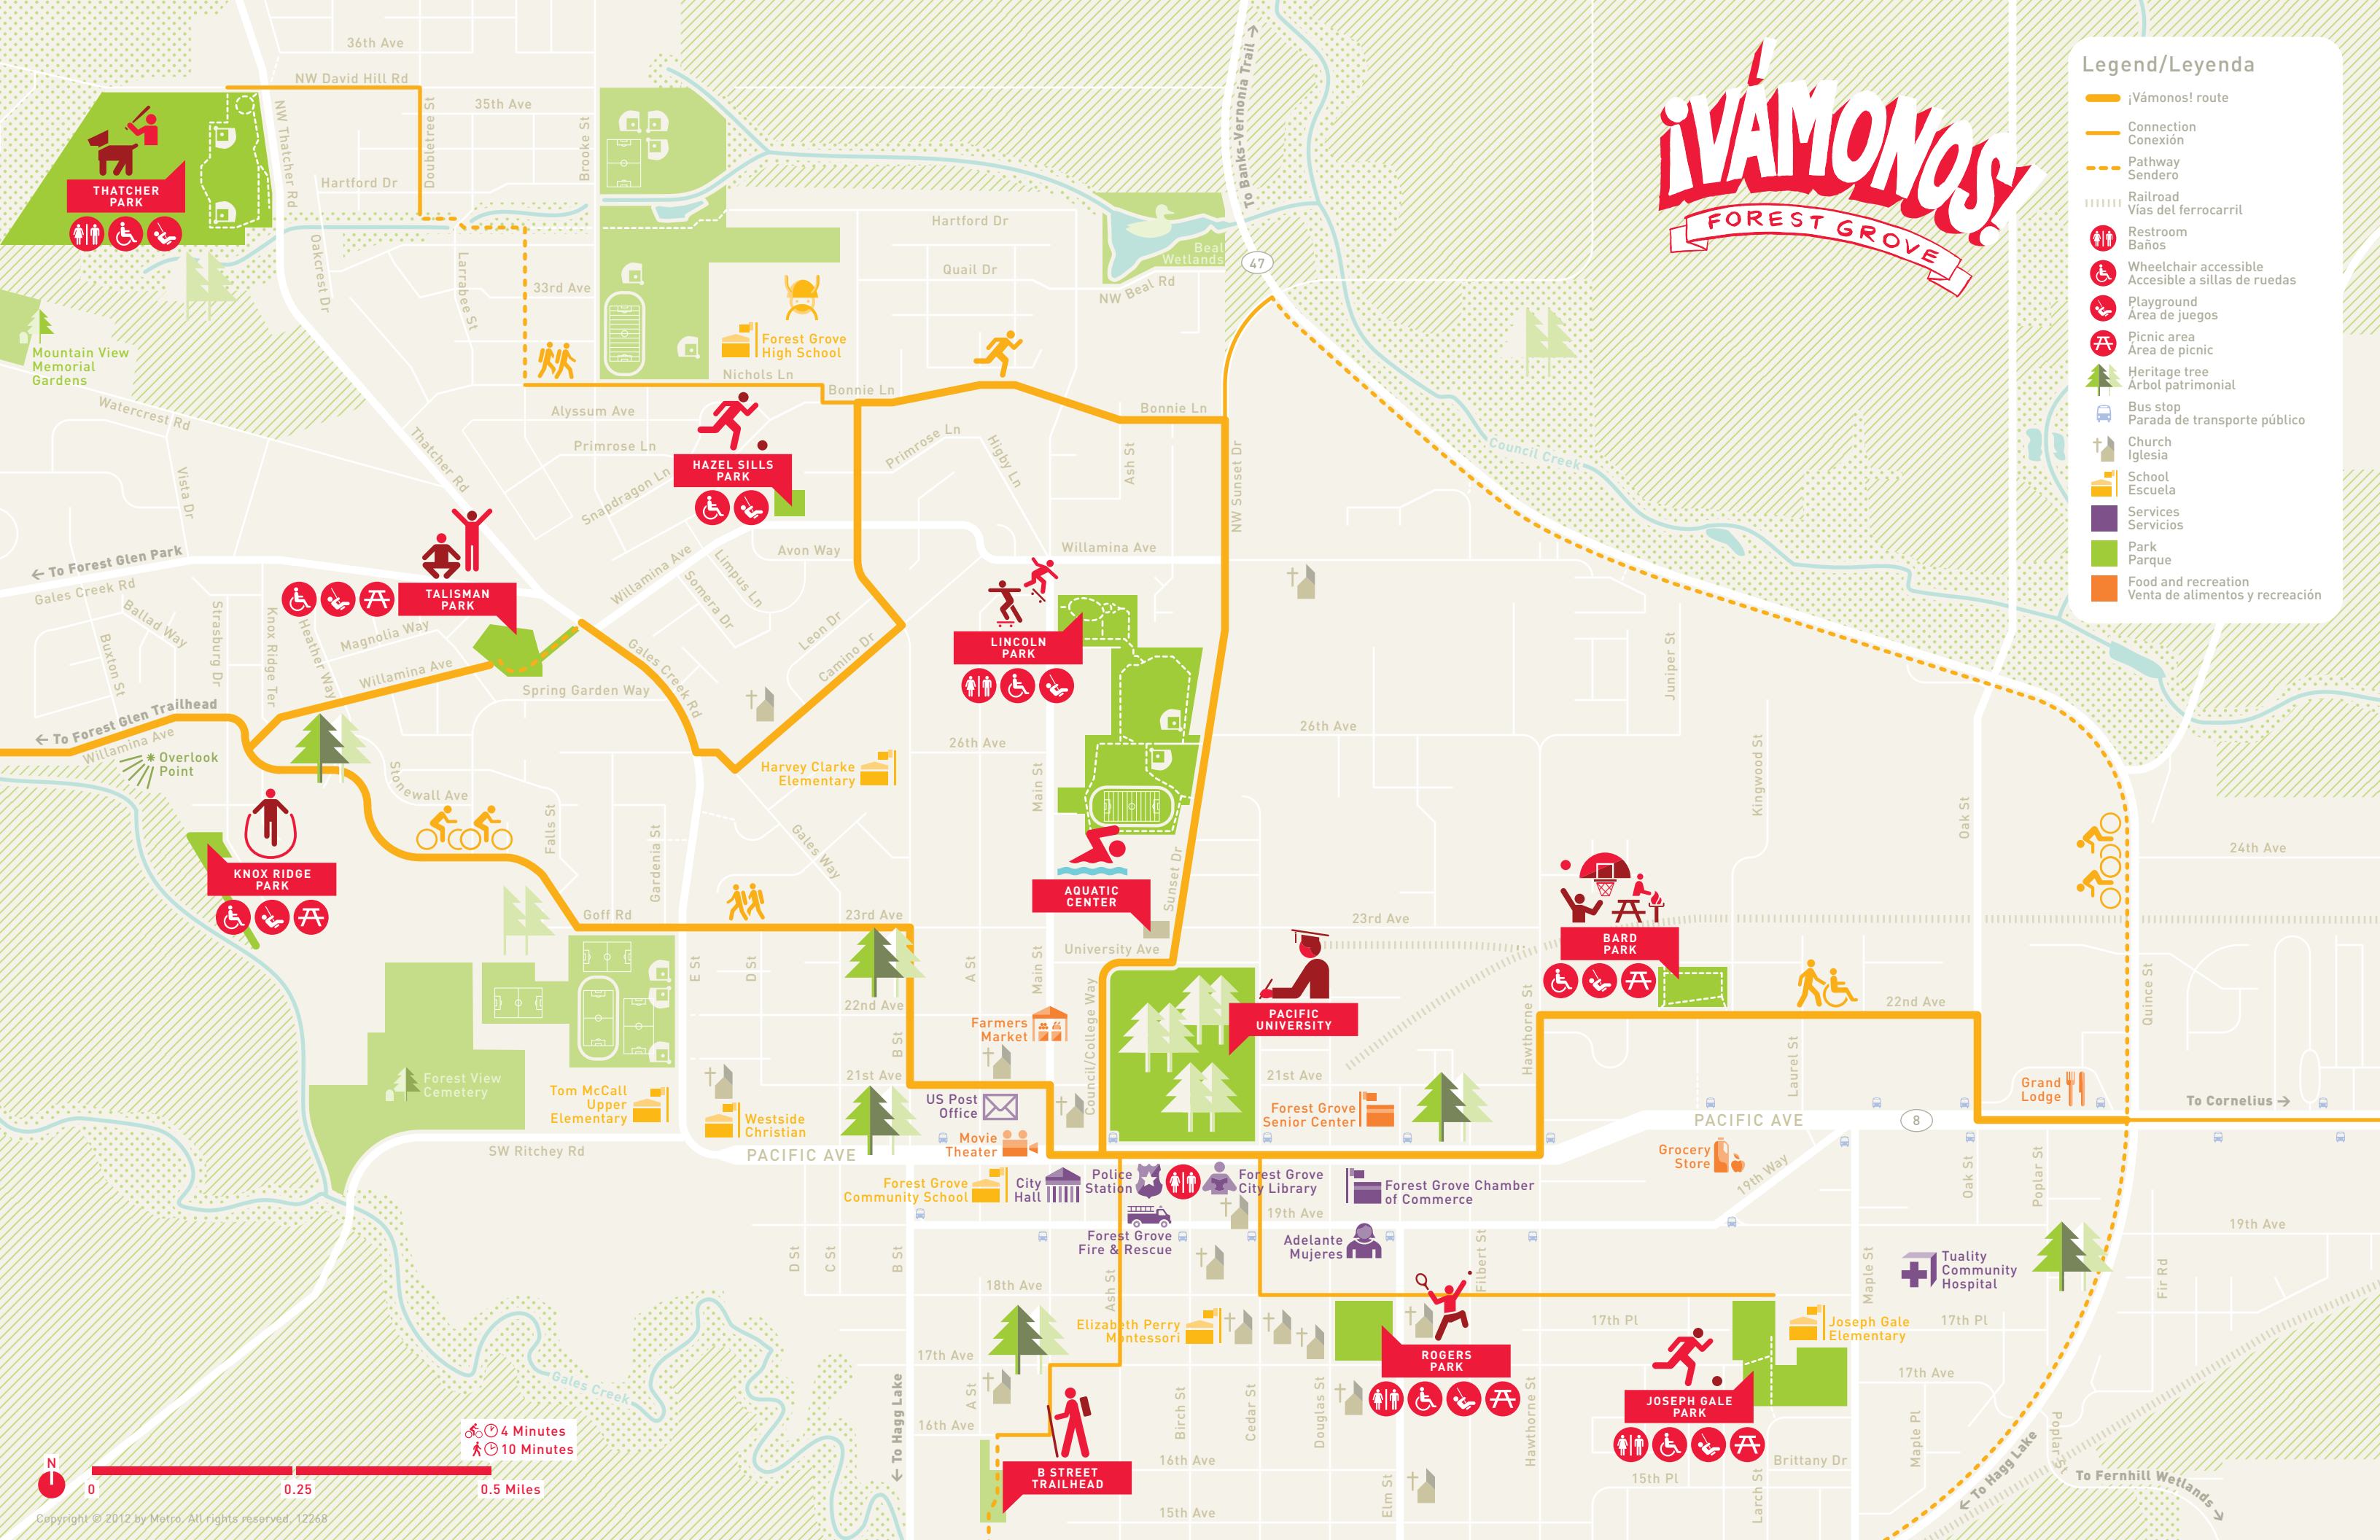 ¡VÁMONOS!
FOREST GROVE
Legend/Leyenda
¡Vámonos! route
Connection
Conexión
Pathway
Sendero
Railroad
Vías del ferrocarril
Restroom
Baños
Wheelchair accessible
Accesible a sillas de ruedas
Playground
Área de juegos
Picnic area
Área de picnic
Heritage tree
Árbol patrimonial
Bus stop
Parada de transporte público
Church
Iglesia
School
Escuela
Services
Servicios
Park
Parque
Food and recreation
Venta de alimentos y recreación
36th Ave
NW David Hill Rd
35th Ave
NW Thatcher Rd
Doubletree St
Brooke St
Hartford Dr
THATCHER
PARK
Oakcrest Dr
Larrabee St
33rd Ave
Hartford Dr
Quail Dr
Beal
Wetlands
NW Beal Rd
To Banks-Vernonia Trail →
47
Mountain View
Memorial
Gardens
Forest Grove
High School
Nichols Ln
Bonnie Ln
Bonnie Ln
Watercrest Rd
Alyssum Ave
Primrose Ln
Snapdragon Ln
Thatcher Rd
HAZEL SILLS
PARK
Primrose Ln
Higby Ln
Ash St
NW Sunset Dr
Council Creek
Vista Dr
← To Forest Glen Park
Gales Creek Rd
Avon Way
Willamina Ave
Willamina Ave
Limpus Ln
Somera Dr
TALISMAN
PARK
Ballad Way
Buxton St
Strasburg Dr
Knox Ridge Ter
Heather Way
Magnolia Way
Willamina Ave
Leon Dr
Camino Dr
Gales Creek Rd
Spring Garden Way
LINCOLN
PARK
Juniper St
← To Forest Glen Trailhead
Willamina Ave
Overlook
Point
26th Ave
26th Ave
Harvey Clarke
Elementary
Main St
Kingwood St
Oak St
Stonewall Ave
Falls St
Gardenia St
Gales Way
KNOX RIDGE
PARK
AQUATIC
CENTER
Sunset Dr
24th Ave
Goff Rd
23rd Ave
23rd Ave
University Ave
BARD
PARK
E St
D St
A St
Main St
Council/College Way
22nd Ave
B St
Farmers
Market
PACIFIC
UNIVERSITY
Hawthorne St
22nd Ave
Quince St
Laurel St
Forest View
Cemetery
Tom McCall
Upper
Elementary
21st Ave
21st Ave
US Post
Office
Westside
Christian
Forest Grove
Senior Center
Grand
Lodge
To Cornelius →
PACIFIC AVE
8
Movie
Theater
SW Ritchey Rd
PACIFIC AVE
Grocery
Store
19th Way
Forest Grove
Community School
City
Hall
Police
Station
Forest Grove
City Library
Forest Grove Chamber
of Commerce
Oak St
Poplar St
19th Ave
19th Ave
Forest Grove
Fire & Rescue
Adelante
Mujeres
D St
C St
B St
Ash St
Filbert St
Maple St
Tuality
Community
Hospital
Fir Rd
18th Ave
Elizabeth Perry
Montessori
17th Pl
Joseph Gale
Elementary
17th Pl
17th Ave
ROGERS
PARK
17th Ave
Gales Creek
A St
← To Hagg Lake
16th Ave
Birch St
Cedar St
Douglas St
Hawthorne St
JOSEPH GALE
PARK
Maple Pl
Poplar St
4 Minutes
10 Minutes
B STREET
TRAILHEAD
16th Ave
Elm St
15th Pl
Larch St
Brittany Dr
← To Hagg Lake
To Fernhill Wetlands →
N
0
0.25
0.5 Miles
15th Ave
Copyright © 2012 by Metro. All rights reserved. 12268